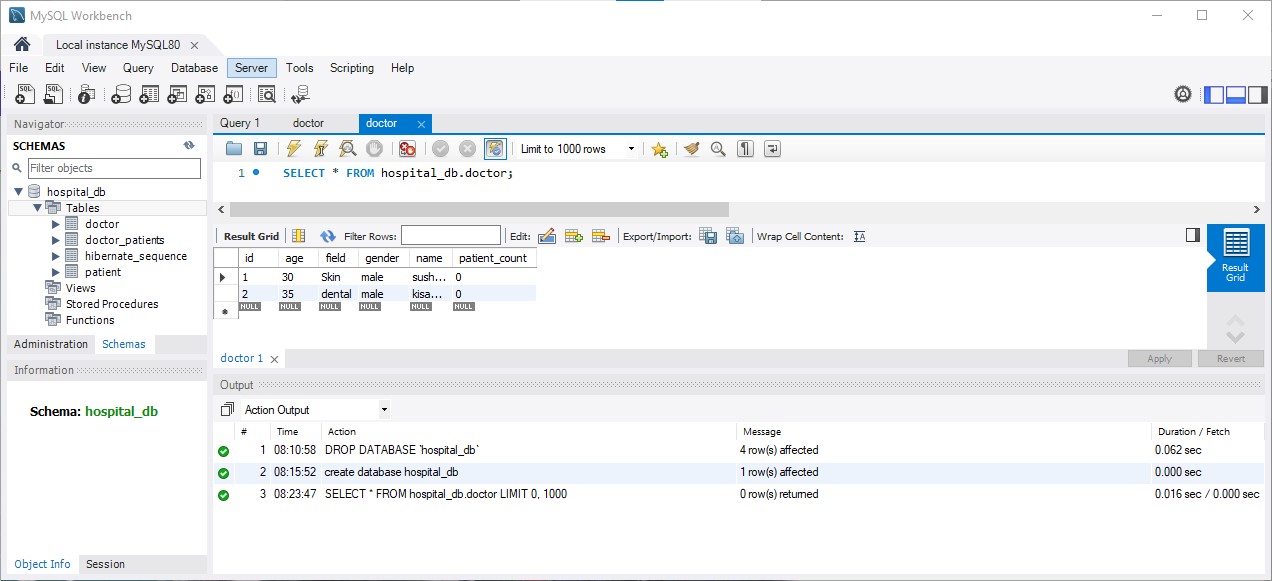 MySQL Workbench
Local instance MySQL80
File Edit View Query Database Server Tools Scripting Help
Navigator
SCHEMAS
Filter objects
hospital_db
Tables
doctor
doctor_patients
hibernate_sequence
patient
Views
Stored Procedures
Functions
Administration Schemas
Information
Schema: hospital_db
Object Info Session
Query 1 doctor doctor
Limit to 1000 rows
1 SELECT * FROM hospital_db.doctor;
Result Grid Filter Rows: Edit: Export/Import: Wrap Cell Content:
id age field gender name patient_count
1 30 Skin male sush... 0
2 35 dental male kisa... 0
NULL NULL NULL NULL NULL NULL
Result
Grid
doctor 1 Apply Revert
Output
Action Output
# Time Action Message Duration / Fetch
1 08:10:58 DROP DATABASE `hospital_db` 4 row(s) affected 0.062 sec
2 08:15:52 create database hospital_db 1 row(s) affected 0.000 sec
3 08:23:47 SELECT * FROM hospital_db.doctor LIMIT 0, 1000 0 row(s) returned 0.016 sec / 0.000 sec